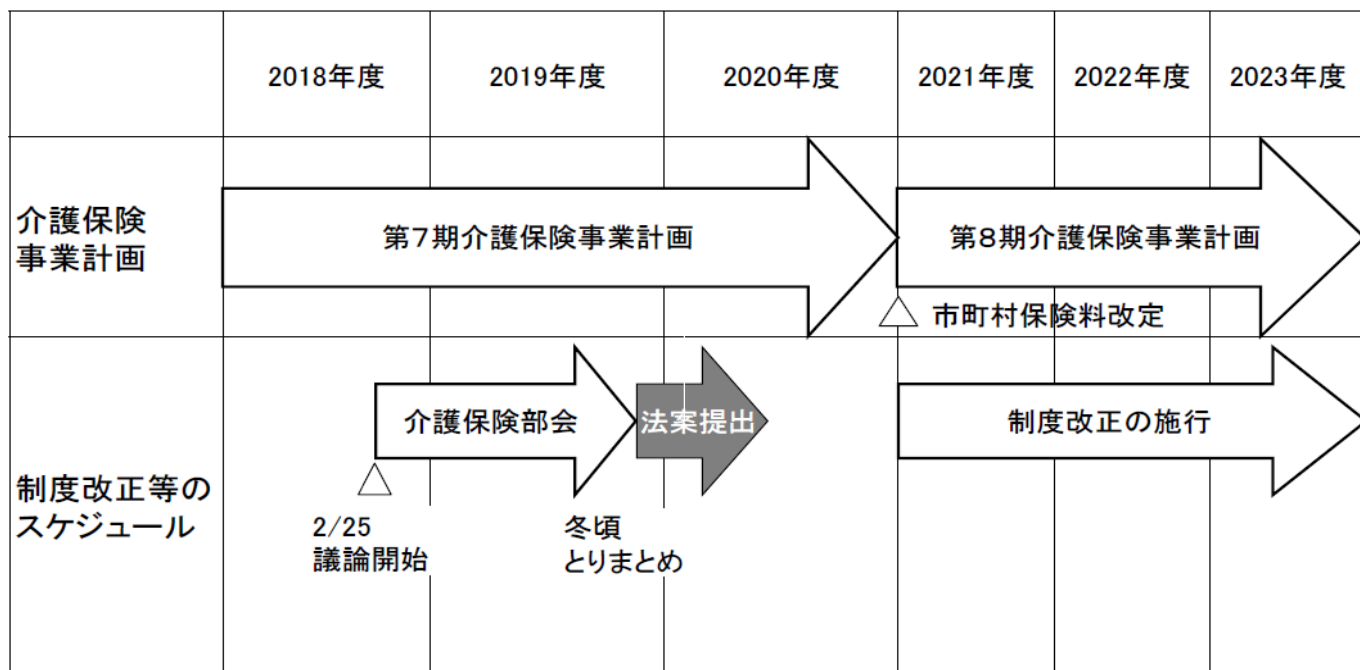 2018年度
2019年度
2020年度
2021年度
2022年度
2023年度
介護保険
事業計画
第7期介護保険事業計画
第8期介護保険事業計画
△ 市町村保険料改定
制度改正等の
スケジュール
介護保険部会
法案提出
制度改正の施行
△
2/25
議論開始
冬頃
とりまとめ